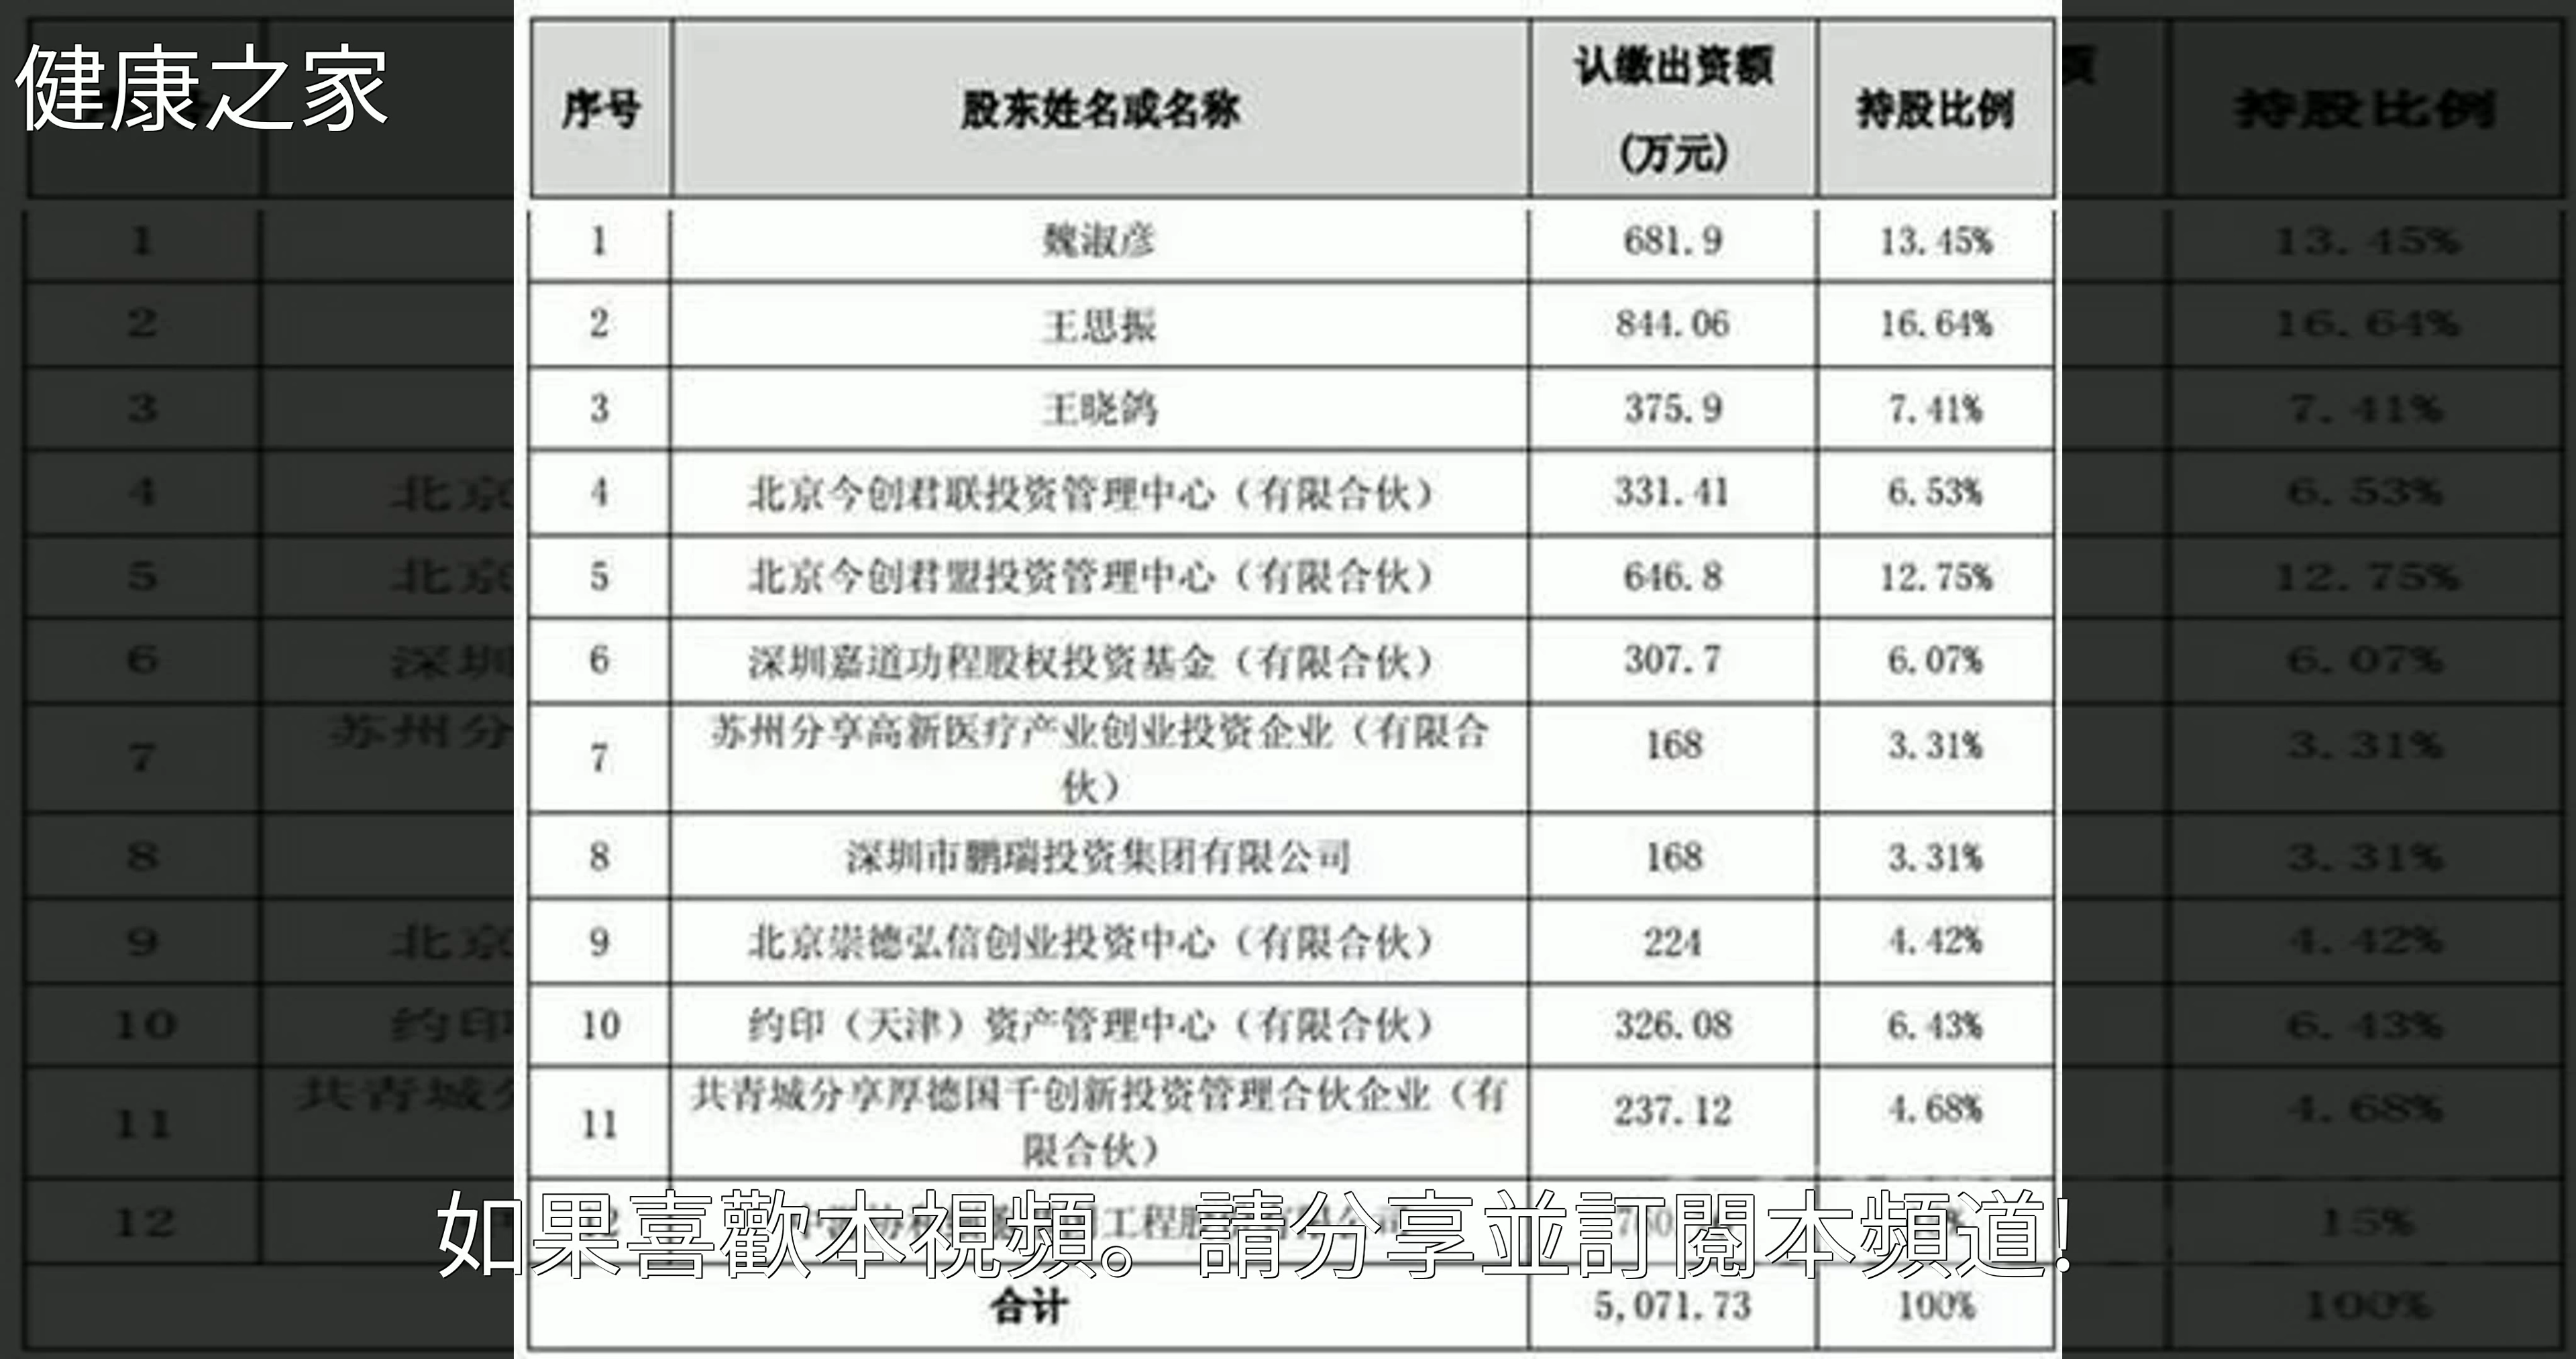 健康之家
序号 股东姓名或名称 认缴出资额 (万元) 持股比例
1 魏淑彦 681.9 13.45%
2 王思振 844.06 16.64%
3 王晓鸽 375.9 7.41%
4 北京今创君联投资管理中心（有限合伙） 331.41 6.53%
5 北京今创君盟投资管理中心（有限合伙） 646.8 12.75%
6 深圳嘉道功程股权投资基金（有限合伙） 307.7 6.07%
7 苏州分享高新医疗产业创业投资企业（有限合
伙） 168 3.31%
8 深圳市鹏瑞投资集团有限公司 168 3.31%
9 北京崇德弘信创业投资中心（有限合伙） 224 4.42%
10 约印（天津）资产管理中心（有限合伙） 326.08 6.43%
11 共青城分享厚德国千创新投资管理合伙企业（有
限合伙） 237.12 4.68%
12 15%
如果喜歡本視頻。請分享並訂閱本頻道!
合计 5,071.73 100%